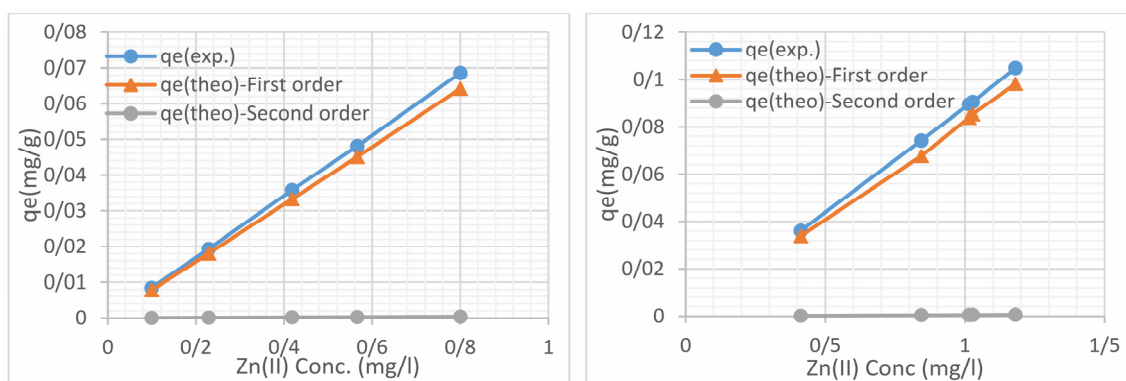 0/08
0/07
0/06
0/05
0/04
0/03
0/02
0/01
0
qe(mg/g)
qe(exp.)
qe(theo)-First order
qe(theo)-Second order
0 0/2 0/4 0/6 0/8 1
Zn(II) Conc. (mg/l)
0/12
0/1
0/08
0/06
0/04
0/02
0
qe(mg/g)
qe(exp.)
qe(theo)-First order
qe(theo)-Second order
0 0/5 1 1/5
Zn(II) Conc (mg/l)